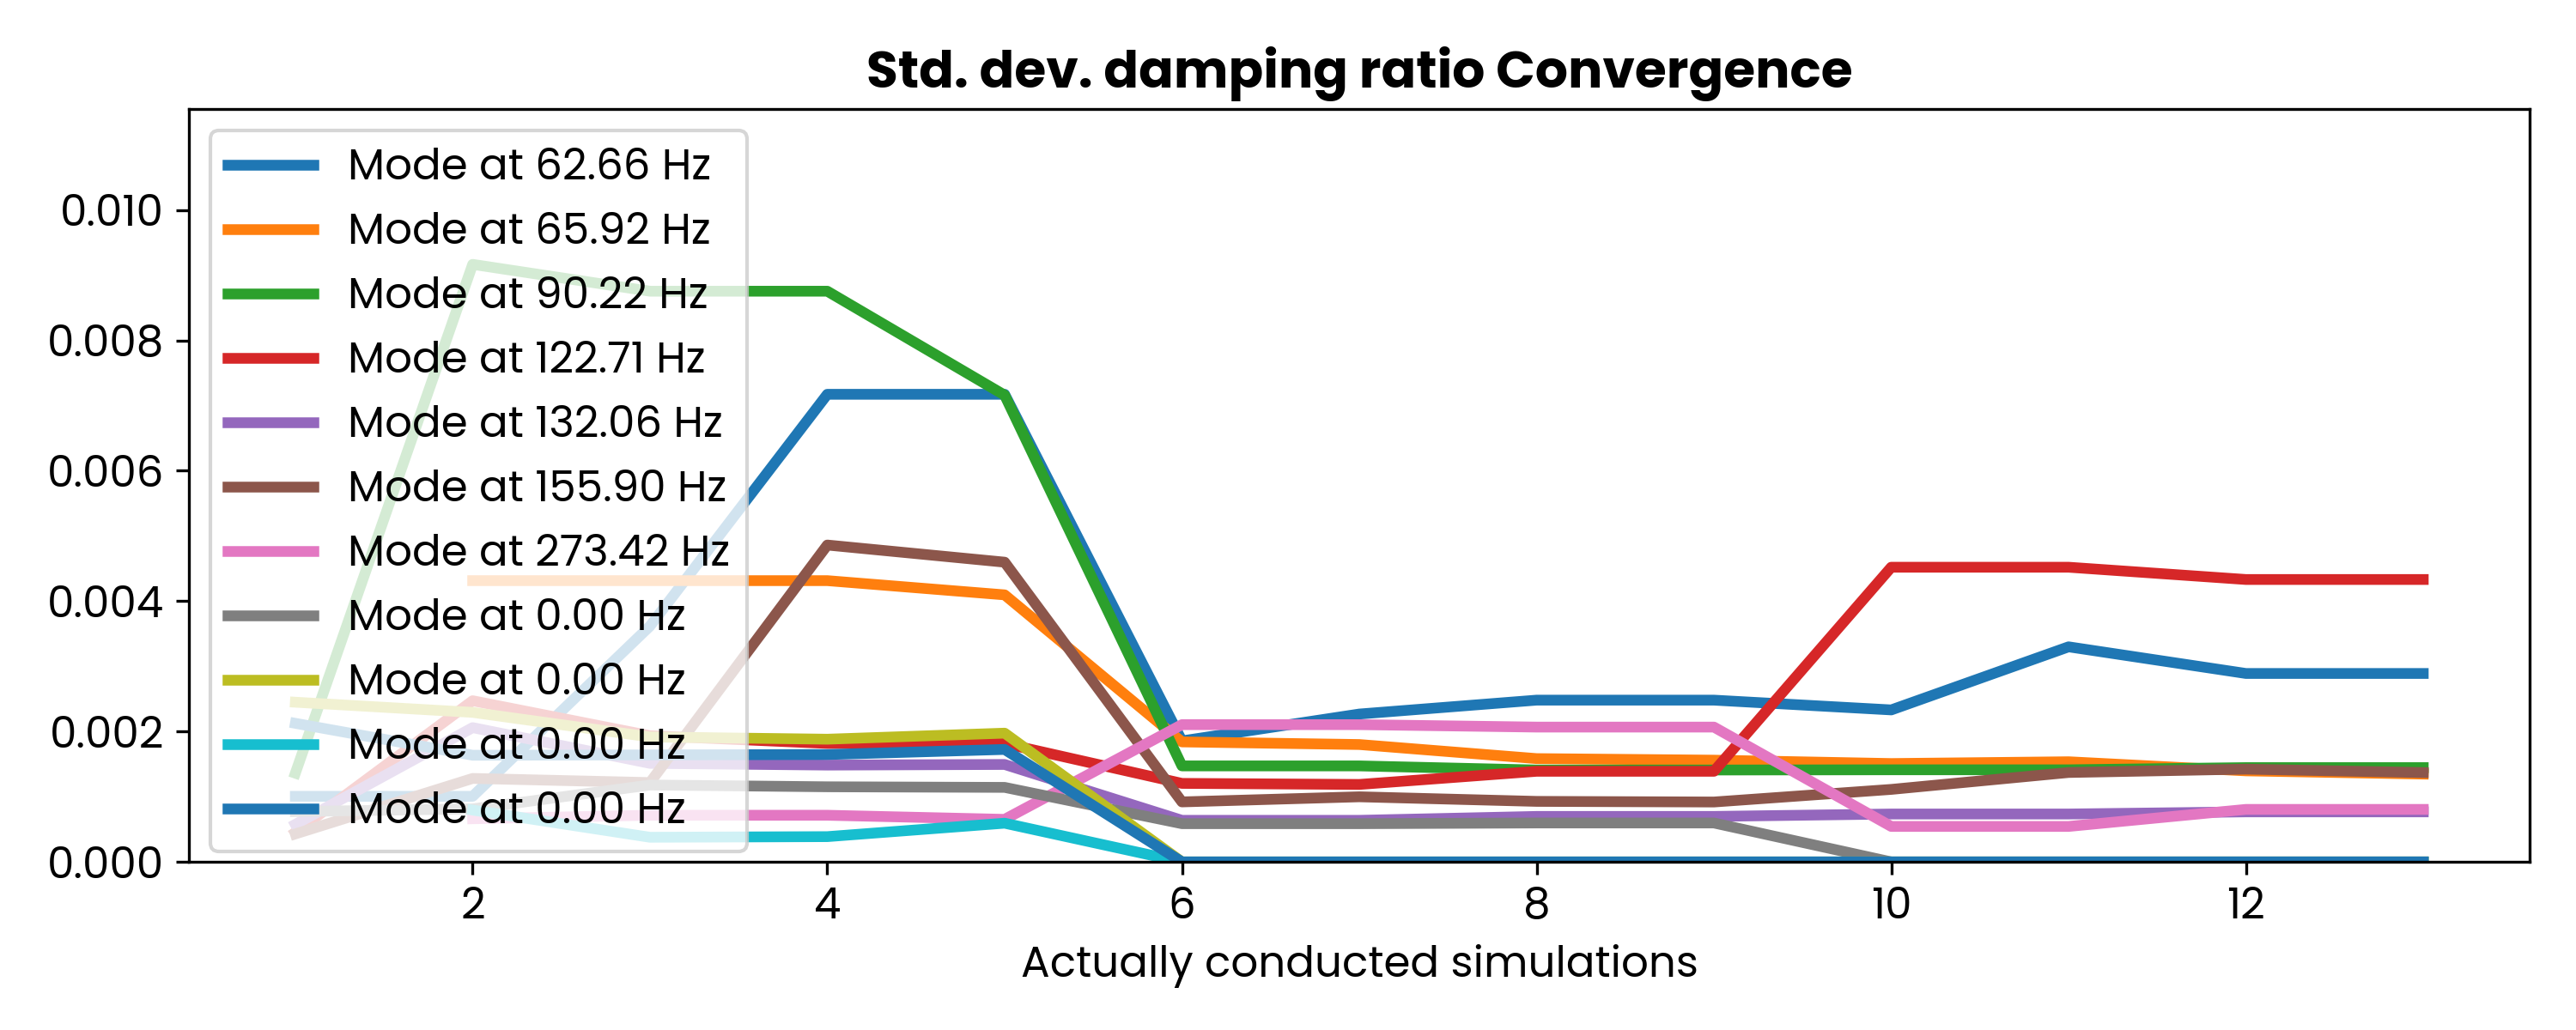 Std. dev. damping ratio Convergence
Mode at 62.66 Hz
Mode at 65.92 Hz
Mode at 90.22 Hz
Mode at 122.71 Hz
Mode at 132.06 Hz
Mode at 155.90 Hz
Mode at 273.42 Hz
Mode at 0.00 Hz
Mode at 0.00 Hz
Mode at 0.00 Hz
Mode at 0.00 Hz
0.010
0.008
0.006
0.004
0.002
0.000
2 4 6 8 10 12
Actually conducted simulations